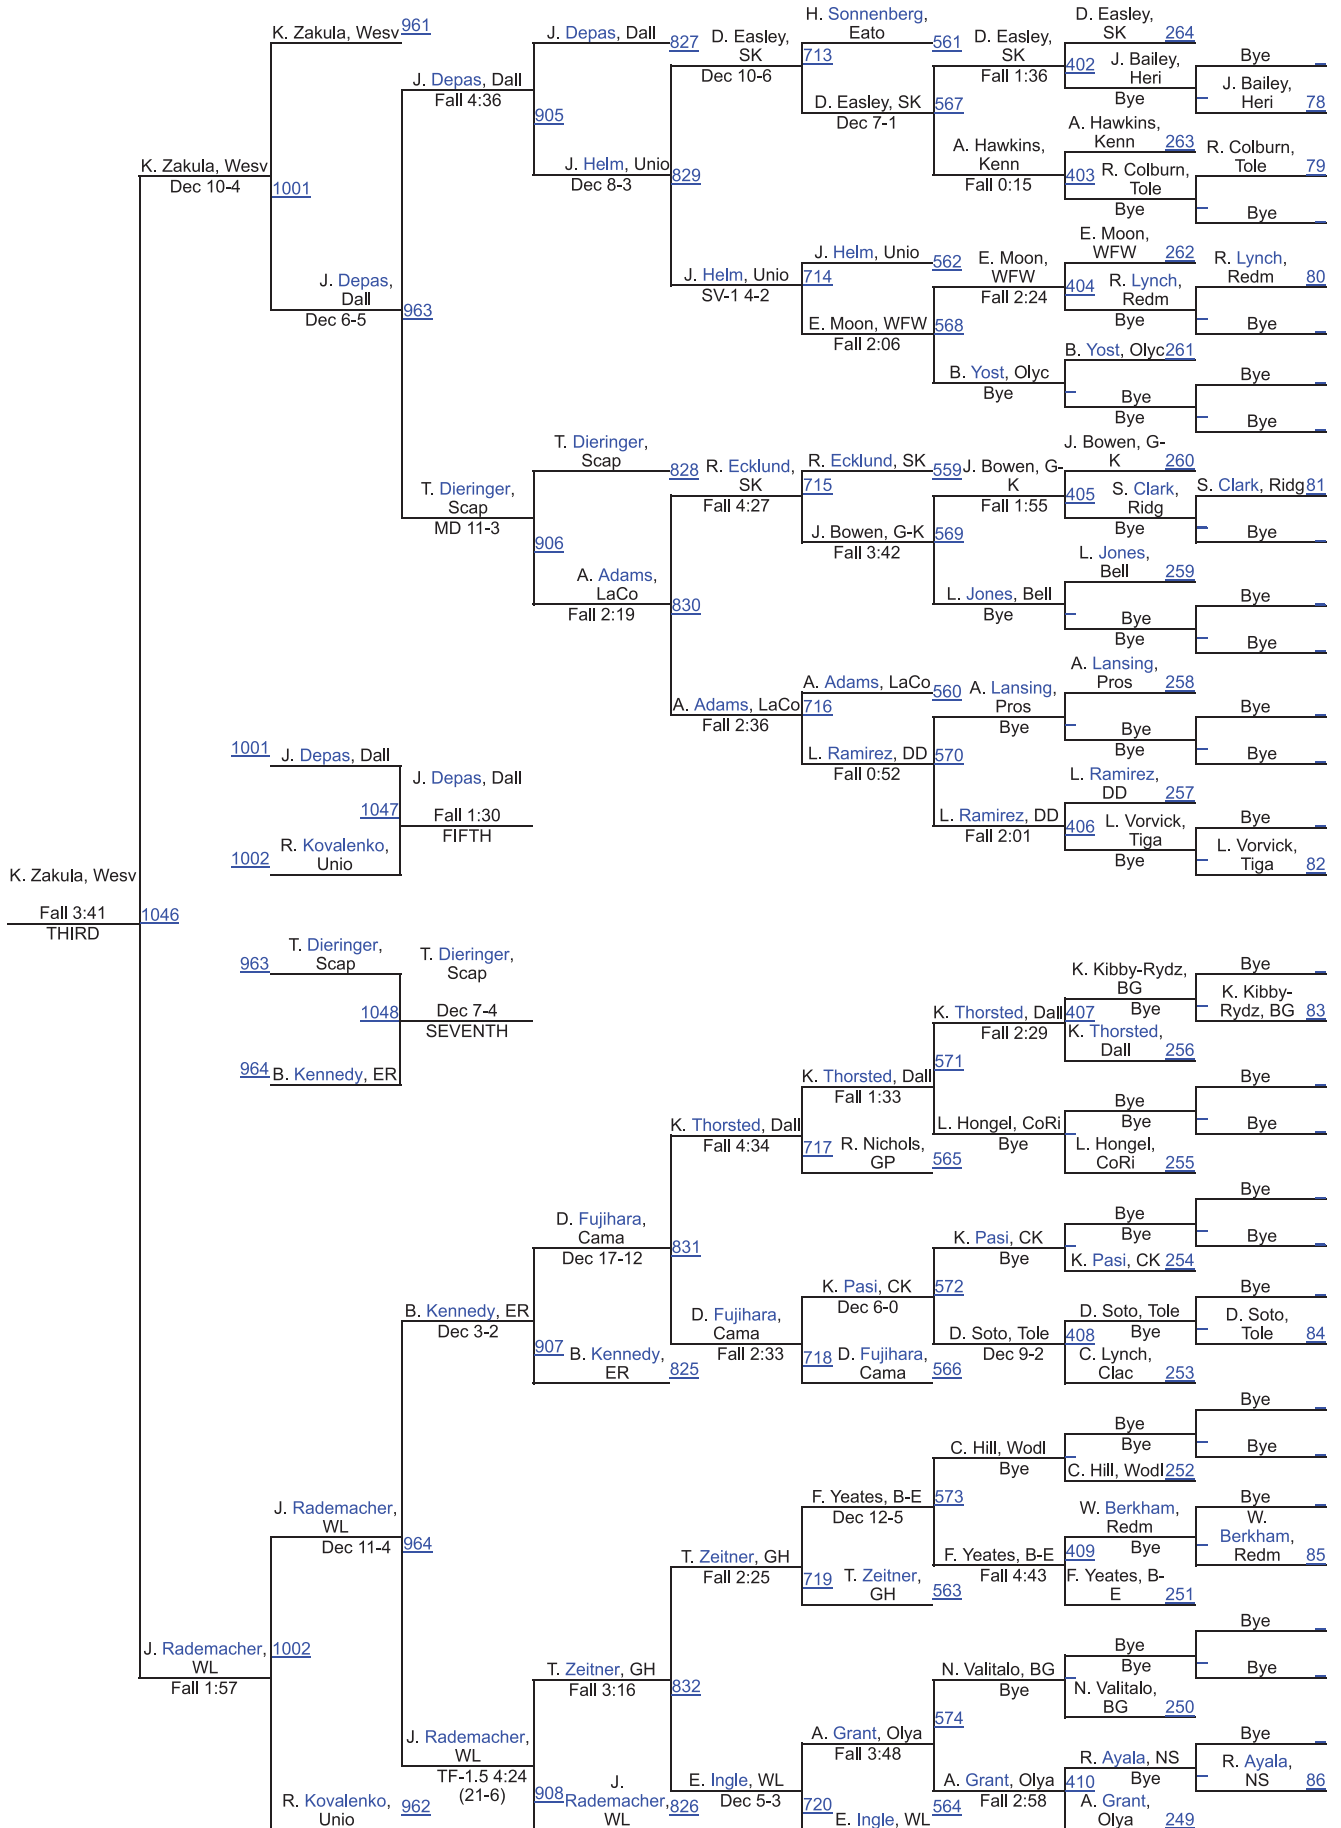 K. Zakula, Wesv 961
J. Depas, Dall
Fall 4:36
J. Depas, Dall 827
905
J. Helm, Unio
Dec 8-3
829
D. Easley,
SK
Dec 10-6
H. Sonnenberg,
Eato
561
713
D. Easley, SK
Dec 7-1
567
D. Easley,
SK
Fall 1:36
D. Easley,
SK
264
402
J. Bailey,
Heri
Bye
Bye
J. Bailey,
Heri
78
A. Hawkins,
Kenn
Fall 0:15
A. Hawkins,
Kenn
263
403
R. Colburn,
Tole
Bye
R. Colburn,
Tole
79
Bye
K. Zakula, Wesv
Dec 10-4
1001
J. Depas,
Dall
Dec 6-5
963
J. Helm, Unio
SV-1 4-2
714
J. Helm, Unio
562
E. Moon, WFW
Fall 2:06
568
E. Moon,
WFW
Fall 2:24
E. Moon,
WFW
262
404
R. Lynch,
Redm
Bye
R. Lynch,
Redm
80
Bye
B. Yost, Olyc
Bye
B. Yost, Olyc 261
Bye
Bye
Bye
Bye
T. Dieringer,
Scap
MD 11-3
T. Dieringer,
Scap
828
906
A. Adams,
LaCo
Fall 2:19
830
R. Ecklund,
SK
Fall 4:27
R. Ecklund, SK 559
715
J. Bowen, G-K
Fall 3:42
569
J. Bowen, G-
K
Fall 1:55
J. Bowen, G-
K
260
405
S. Clark,
Ridg
Bye
S. Clark, Ridg 81
Bye
L. Jones, Bell
Bye
L. Jones,
Bell
259
Bye
Bye
Bye
Bye
A. Adams, LaCo
Fall 2:36
716
A. Adams, LaCo
560
L. Ramirez, DD
Fall 0:52
570
A. Lansing,
Pros
Bye
A. Lansing,
Pros
258
Bye
Bye
Bye
Bye
L. Ramirez, DD
Fall 2:01
L. Ramirez,
DD
257
406
L. Vorvick,
Tiga
Bye
Bye
L. Vorvick,
Tiga
82
1001
J. Depas, Dall
J. Depas, Dall
1047
Fall 1:30
FIFTH
1002
R. Kovalenko,
Unio
K. Zakula, Wesv
Fall 3:41
THIRD
1046
963
T. Dieringer,
Scap
T. Dieringer,
Scap
1048
Dec 7-4
SEVENTH
964
B. Kennedy, ER
K. Thorsted, Dall
Fall 4:34
K. Thorsted, Dall
Fall 1:33
571
K. Thorsted, Dall
Fall 2:29
407
K. Kibby-Rydz,
BG
Bye
K. Thorsted,
Dall
256
Bye
K. Kibby-
Rydz, BG
83
L. Hongel, CoRi
Bye
Bye
Bye
L. Hongel,
CoRi
255
Bye
Bye
717
R. Nichols,
GP
565
D. Fujihara,
Cama
Dec 17-12
831
D. Fujihara,
Cama
Fall 2:33
K. Pasi, CK
Dec 6-0
572
K. Pasi, CK
Bye
Bye
Bye
K. Pasi, CK 254
Bye
Bye
D. Soto, Tole
Dec 9-2
408
D. Soto, Tole
Bye
C. Lynch,
Clac
253
Bye
D. Soto,
Tole
84
718
D. Fujihara,
Cama
566
B. Kennedy, ER
Dec 3-2
907
B. Kennedy,
ER
825
J. Rademacher,
WL
Dec 11-4
964
T. Zeitner, GH
Fall 2:25
F. Yeates, B-E
Dec 12-5
573
C. Hill, Wodl
Bye
Bye
Bye
C. Hill, Wodl 252
Bye
Bye
F. Yeates, B-E
Fall 4:43
409
W. Berkham,
Redm
Bye
F. Yeates, B-
E
251
Bye
W.
Berkham,
Redm
85
719
T. Zeitner,
GH
563
J. Rademacher,
WL
Fall 1:57
1002
T. Zeitner, GH
Fall 3:16
832
J. Rademacher,
WL
TF-1.5 4:24
(21-6)
N. Valitalo, BG
Bye
Bye
Bye
N. Valitalo,
BG
250
Bye
Bye
A. Grant, Olya
Fall 3:48
574
E. Ingle, WL
Dec 5-3
A. Grant, Olya
Fall 2:58
410
R. Ayala, NS
Bye
A. Grant,
Olya
249
Bye
R. Ayala,
NS
86
R. Kovalenko,
Unio
962
908
J.
Rademacher,
WL
826
720
E. Ingle, WL
564